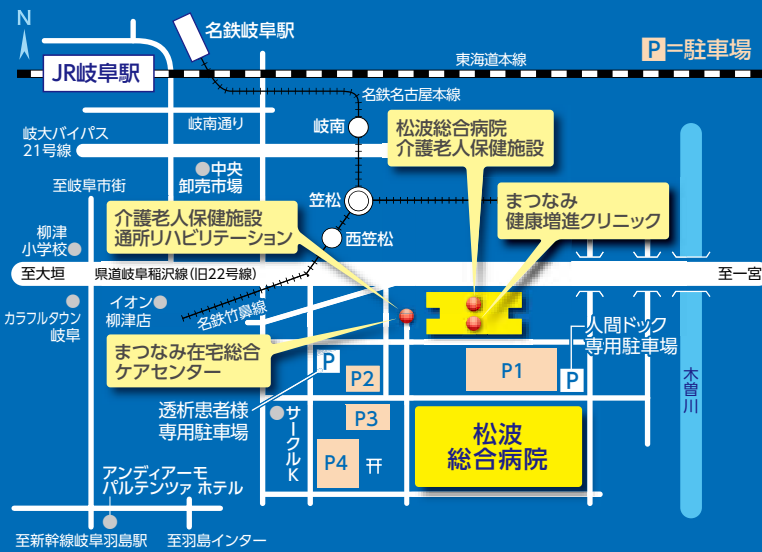 N
名鉄岐阜駅
P=駐車場
JR岐阜駅
東海道本線
名鉄名古屋本線
岐南通り
岐南
松波総合病院
介護老人保健施設
岐大バイパス
21号線
中央
卸売市場
至岐阜市街
笠松
まつなみ
健康増進クリニック
介護老人保健施設
通所リハビリテーション
柳津
小学校
西笠松
至大垣
県道岐阜稲沢線(旧22号線)
至一宮
カラフルタウン
岐阜
イオン
柳津店
名鉄竹鼻線
まつなみ在宅総合
ケアセンター
人間ドック
専用駐車場
P
P2
P1
P
木曽川
透析患者様
専用駐車場
サークルK
P3
松波
総合病院
P4
アンディアーモ
パルテンツァ ホテル
至新幹線岐阜羽島駅
至羽島インター